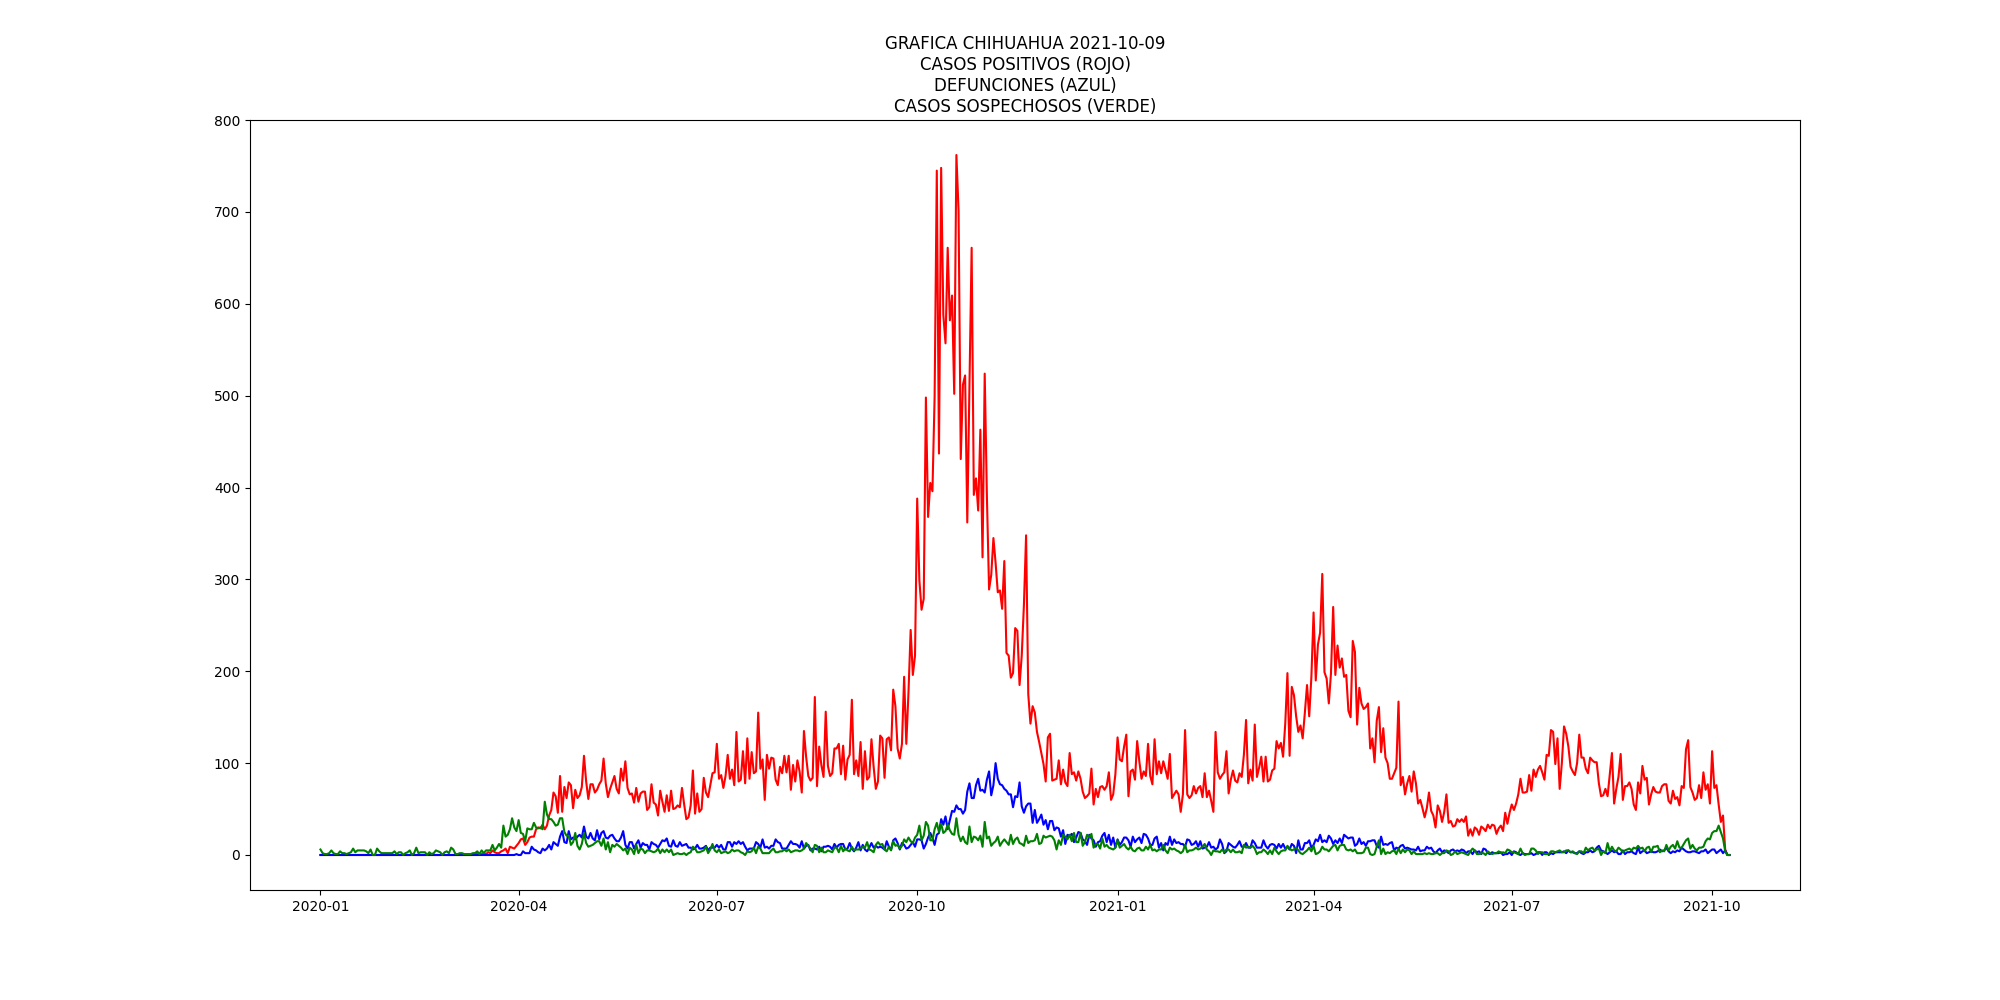 GRAFICA CHIHUAHUA 2021-10-09
CASOS POSITIVOS (ROJO)
DEFUNCIONES (AZUL)
CASOS SOSPECHOSOS (VERDE)
800
700
600
500
400
300
200
100
0
2020-01 2020-04 2020-07 2020-10 2021-01 2021-04 2021-07 2021-10